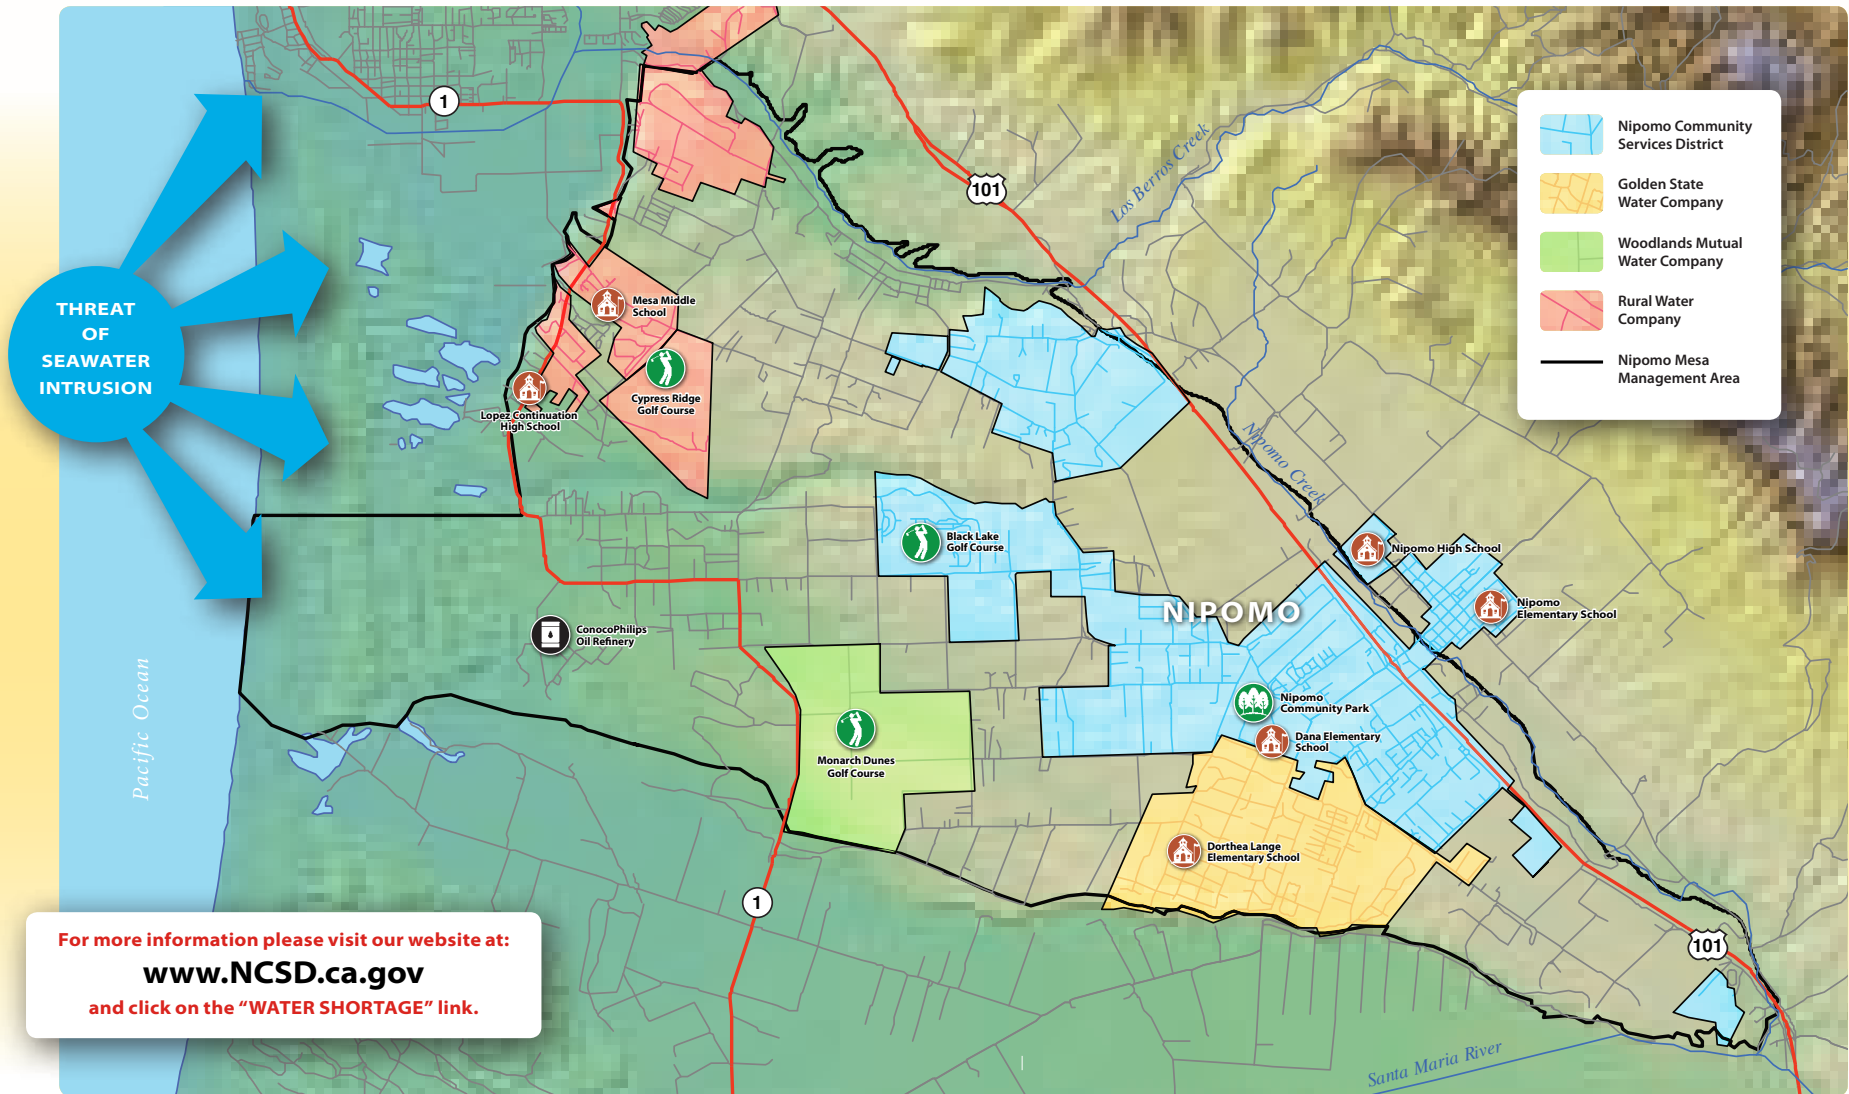 1
101
Los Berros Creek
Nipomo Community
Services District
Golden State
Water Company
Woodlands Mutual
Water Company
Rural Water
Company
Nipomo Mesa
Management Area
THREAT
OF
SEAWATER
INTRUSION
Mesa Middle
School
Cypress Ridge
Golf Course
Lopez Continuation
High School
Nipomo Creek
Black Lake
Golf Course
Nipomo High School
NIPOMO
Nipomo
Elementary School
ConocoPhilips
Oil Refinery
Pacific Ocean
Nipomo
Community Park
Dana Elementary
School
Monarch Dunes
Golf Course
Dorthea Lange
Elementary School
1
101
For more information please visit our website at:
www.NCSD.ca.gov
and click on the “WATER SHORTAGE” link.
Santa Maria River